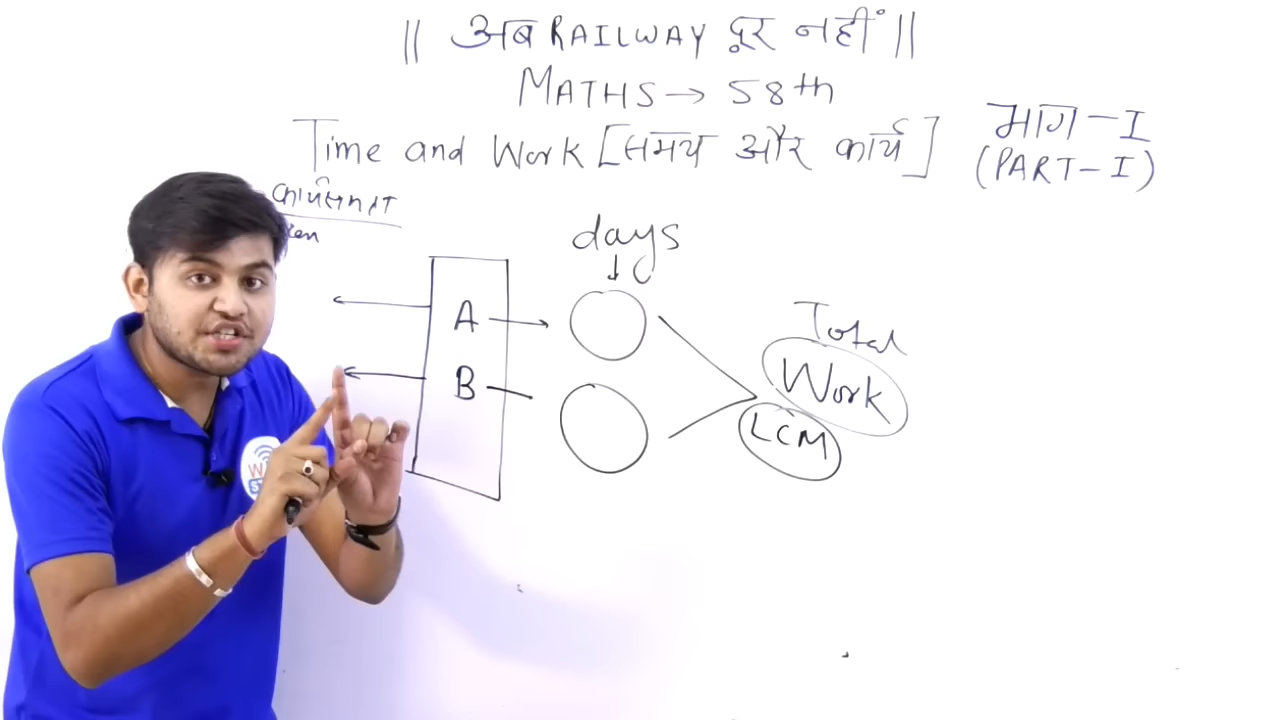 || अब RAILWAY दूर नहीं ||
MATHS → 58th
Time and Work [समय और कार्य]
भाग - I
(PART - I)
कार्यक्षमता
days
A
B
Total
Work
LCM